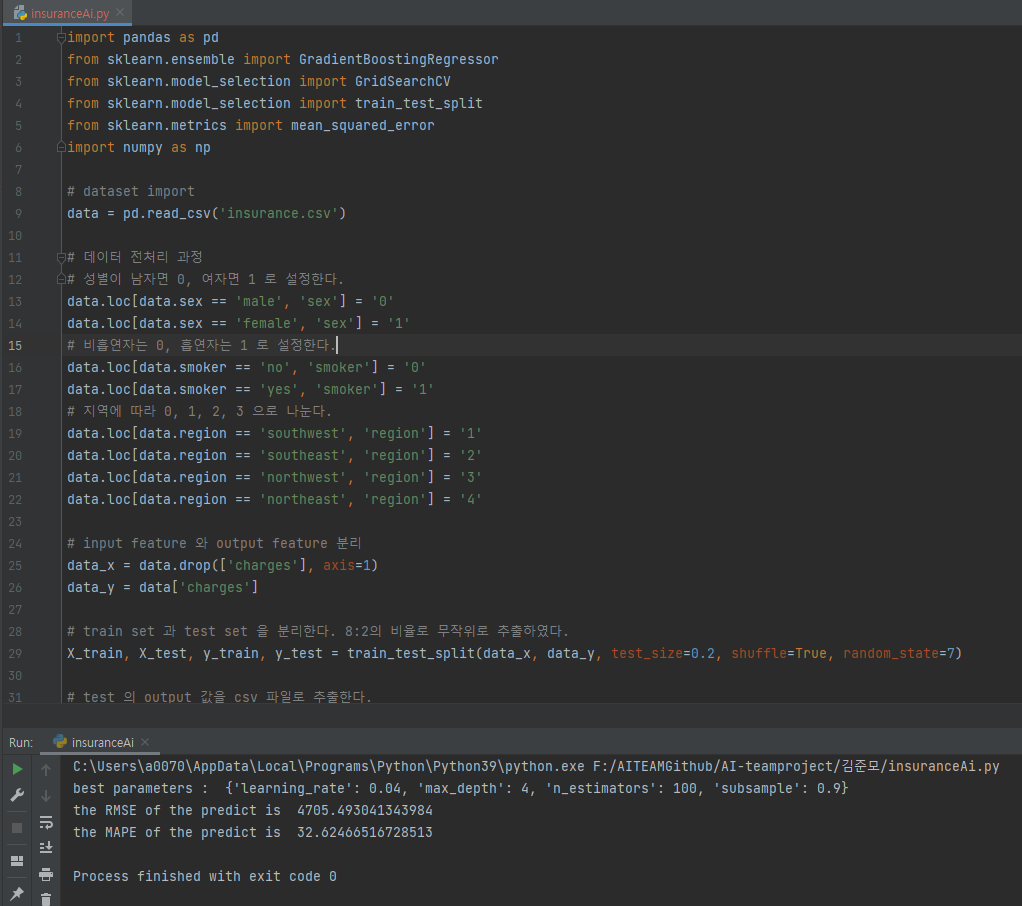 insuranceAi.py
1 import pandas as pd
2 from sklearn.ensemble import GradientBoostingRegressor
3 from sklearn.model_selection import GridSearchCV
4 from sklearn.model_selection import train_test_split
5 from sklearn.metrics import mean_squared_error
6 import numpy as np
7
8 # dataset import
9 data = pd.read_csv('insurance.csv')
10
11 # 데이터 전처리 과정
12 # 성별이 남자면 0, 여자면 1 로 설정한다.
13 data.loc[data.sex == 'male', 'sex'] = '0'
14 data.loc[data.sex == 'female', 'sex'] = '1'
15 # 비흡연자는 0, 흡연자는 1 로 설정한다.
16 data.loc[data.smoker == 'no', 'smoker'] = '0'
17 data.loc[data.smoker == 'yes', 'smoker'] = '1'
18 # 지역에 따라 0, 1, 2, 3 으로 나눈다.
19 data.loc[data.region == 'southwest', 'region'] = '1'
20 data.loc[data.region == 'southeast', 'region'] = '2'
21 data.loc[data.region == 'northwest', 'region'] = '3'
22 data.loc[data.region == 'northeast', 'region'] = '4'
23
24 # input feature 와 output feature 분리
25 data_x = data.drop(['charges'], axis=1)
26 data_y = data['charges']
27
28 # train set 과 test set 을 분리한다. 8:2의 비율로 무작위로 추출하였다.
29 X_train, X_test, y_train, y_test = train_test_split(data_x, data_y, test_size=0.2, shuffle=True, random_state=7)
30
31 # test 의 output 값을 csv 파일로 추출한다.
Run: insuranceAi
C:\Users\a0070\AppData\Local\Programs\Python\Python39\python.exe F:/AITEAMGithub/AI-teamproject/김준모/insuranceAi.py
best parameters :  {'learning_rate': 0.04, 'max_depth': 4, 'n_estimators': 100, 'subsample': 0.9}
the RMSE of the predict is  4705.493041343984
the MAPE of the predict is  32.62466516728513
Process finished with exit code 0